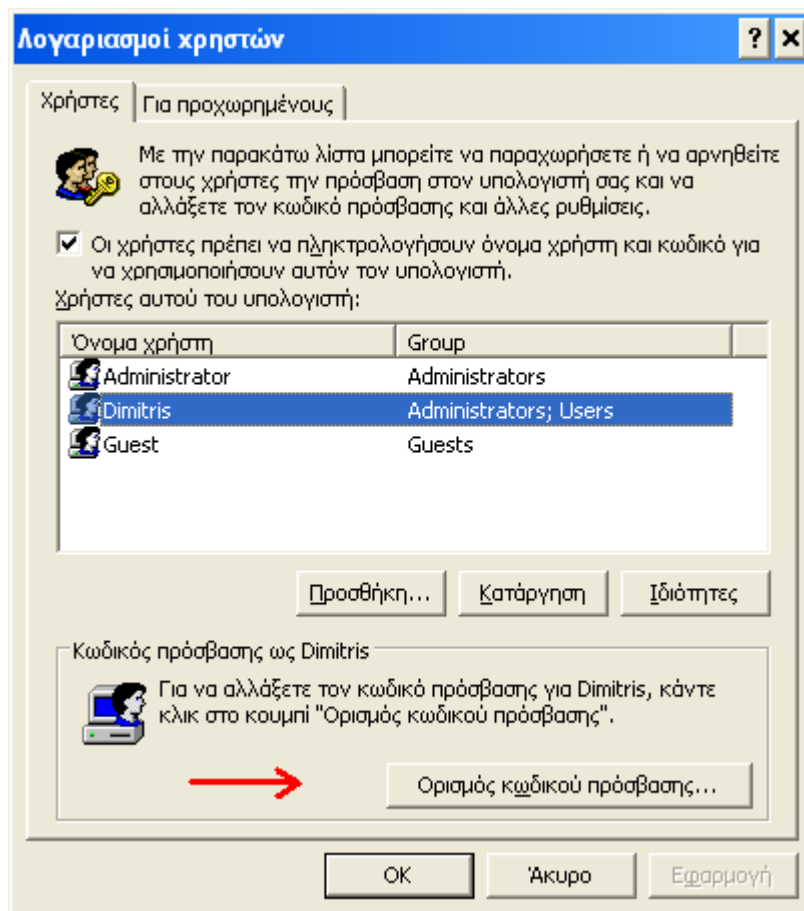 Λογαριασμοί χρηστών
Χρήστες Για προχωρημένους
Με την παρακάτω λίστα μπορείτε να παραχωρήσετε ή να αρνηθείτε
στους χρήστες την πρόσβαση στον υπολογιστή σας και να
αλλάξετε τον κωδικό πρόσβασης και άλλες ρυθμίσεις.
Οι χρήστες πρέπει να πληκτρολογήσουν όνομα χρήστη και κωδικό για
να χρησιμοποιήσουν αυτόν τον υπολογιστή.
Χρήστες αυτού του υπολογιστή:
Όνομα χρήστη Group
Administrator Administrators
Dimitris Administrators; Users
Guest Guests
Προσθήκη... Κατάργηση Ιδιότητες
Κωδικός πρόσβασης ως Dimitris
Για να αλλάξετε τον κωδικό πρόσβασης για Dimitris, κάντε
κλικ στο κουμπί "Ορισμός κωδικού πρόσβασης".
Ορισμός κωδικού πρόσβασης...
OK Άκυρο Εφαρμογή